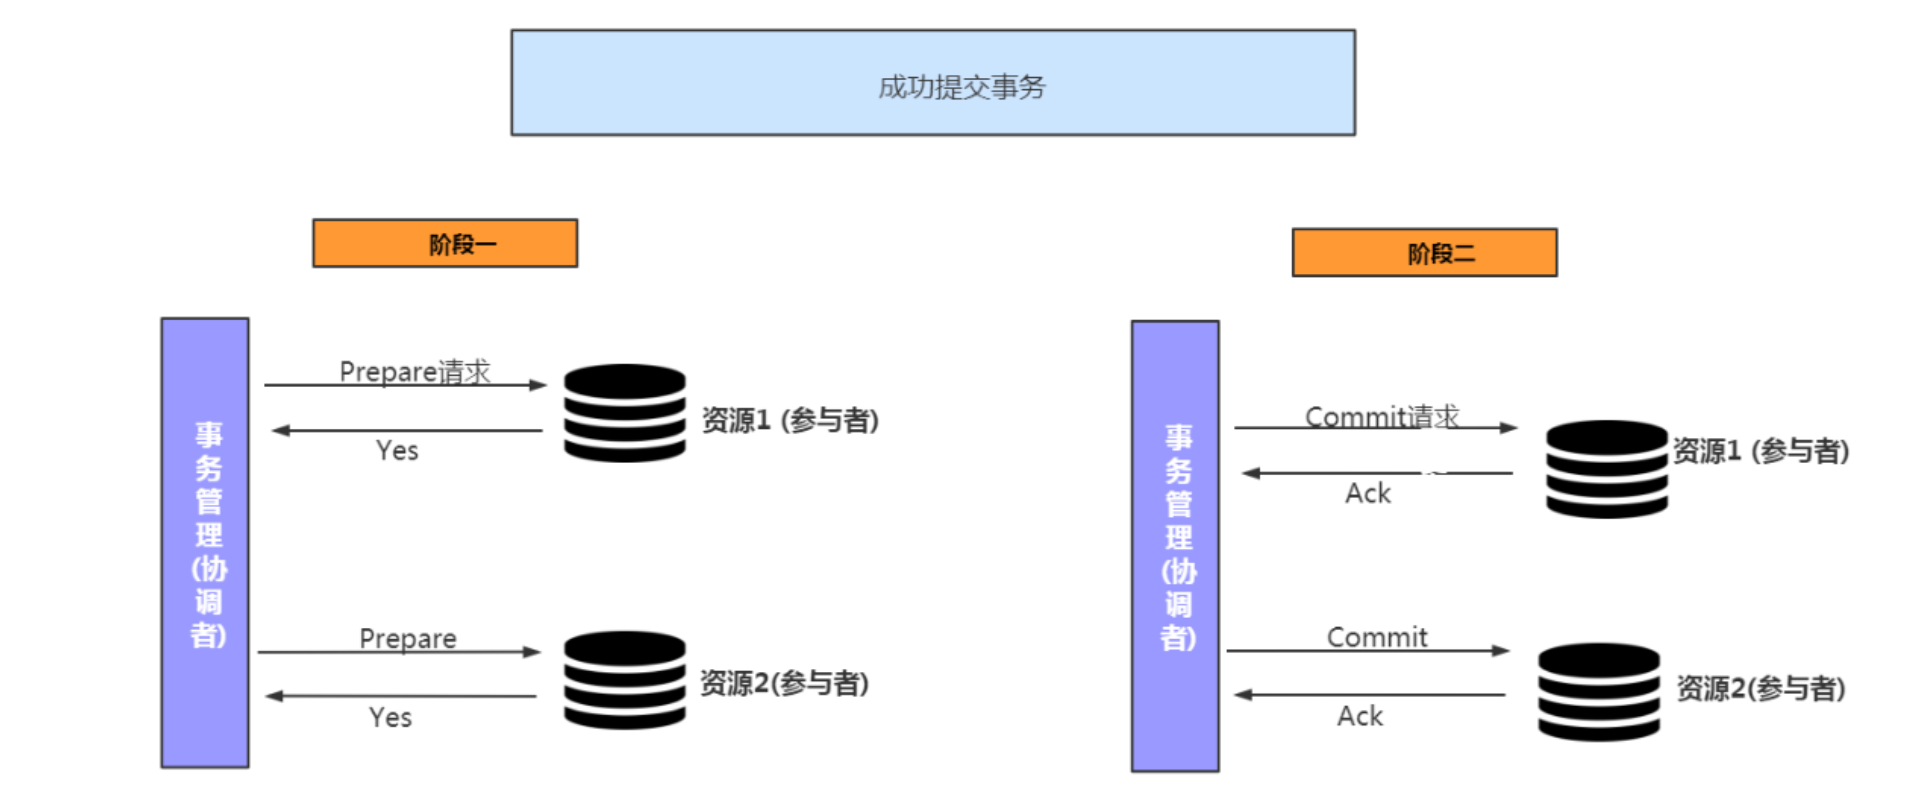 成功提交事务
阶段一
阶段二
事务管理(协调者)
Prepare请求
Yes
资源1 (参与者)
Prepare
Yes
资源2(参与者)
事务管理(协调者)
Commit请求
Ack
资源1 (参与者)
Commit
Ack
资源2(参与者)